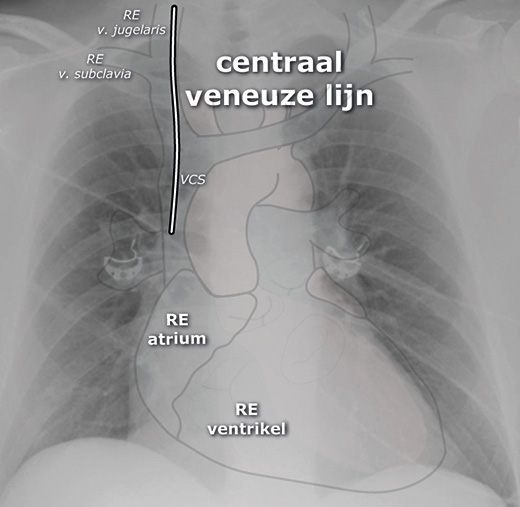 RE
v. jugelaris
RE
v. subclavia
centraal
veneuze lijn
VCS
RE
atrium
RE
ventrikel